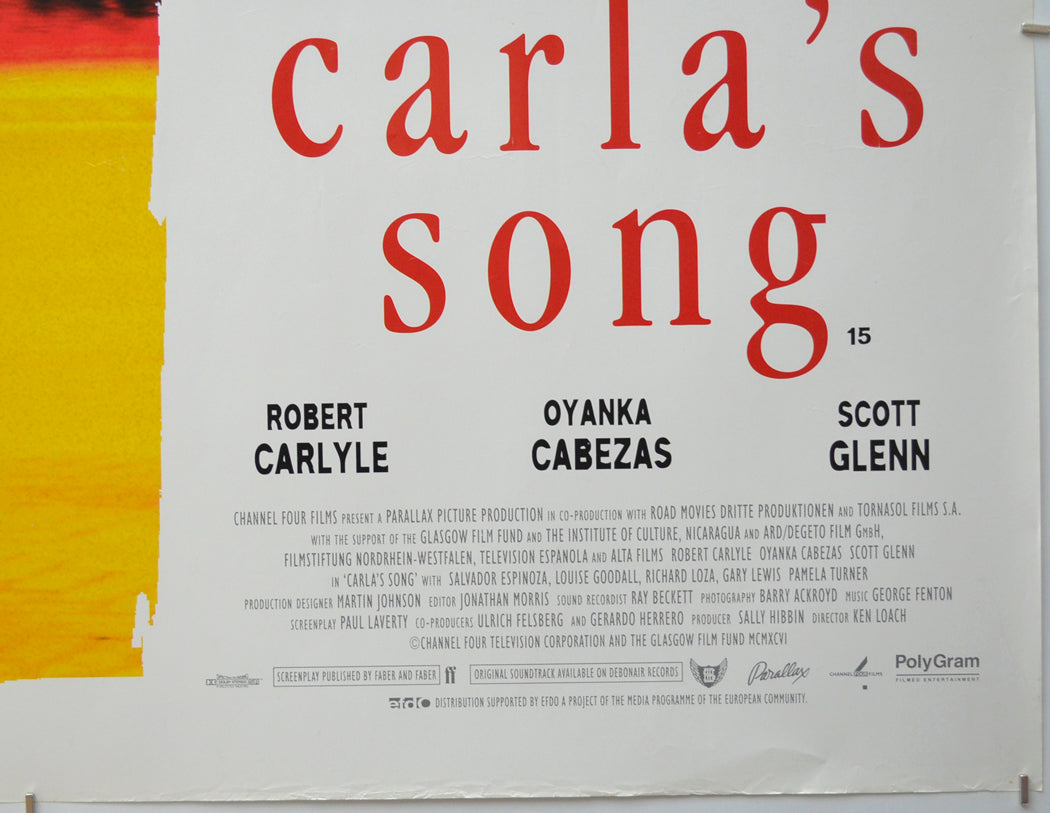 carla's
song
15
ROBERT CARLYLE
OYANKA CABEZAS
SCOTT GLENN
CHANNEL FOUR FILMS PRESENT A PARALLAX PICTURE PRODUCTION IN CO-PRODUCTION WITH ROAD MOVIES DRITTE PRODUKTIONEN AND TORNASOL FILMS S.A.
WITH THE SUPPORT OF THE GLASGOW FILM FUND AND THE INSTITUTE OF CULTURE, NICARAGUA AND ARD/DEGETO FILM GmbH,
FILMSTIFTUNG NORDRHEIN-WESTFALEN, TELEVISION ESPANOLA AND ALTA FILMS ROBERT CARLYLE OYANKA CABEZAS SCOTT GLENN
IN 'CARLA'S SONG' WITH SALVADOR ESPINOZA, LOUISE GOODALL, RICHARD LOZA, GARY LEWIS PAMELA TURNER
PRODUCTION DESIGNER MARTIN JOHNSON EDITOR JONATHAN MORRIS SOUND RECORDIST RAY BECKETT PHOTOGRAPHY BARRY ACKROYD MUSIC GEORGE FENTON
SCREENPLAY PAUL LAVERTY CO-PRODUCERS ULRICH FELSBERG AND GERARDO HERRERO PRODUCER SALLY HIBBIN DIRECTOR KEN LOACH
©CHANNEL FOUR TELEVISION CORPORATION AND THE GLASGOW FILM FUND MCMXCVI
SCREENPLAY PUBLISHED BY FABER AND FABER ff ORIGINAL SOUNDTRACK AVAILABLE ON DEBONAIR RECORDS Parallax CHANNEL FOUR FILMS PolyGram
FILMED ENTERTAINMENT
efdo DISTRIBUTION SUPPORTED BY EFDO A PROJECT OF THE MEDIA PROGRAMME OF THE EUROPEAN COMMUNITY.